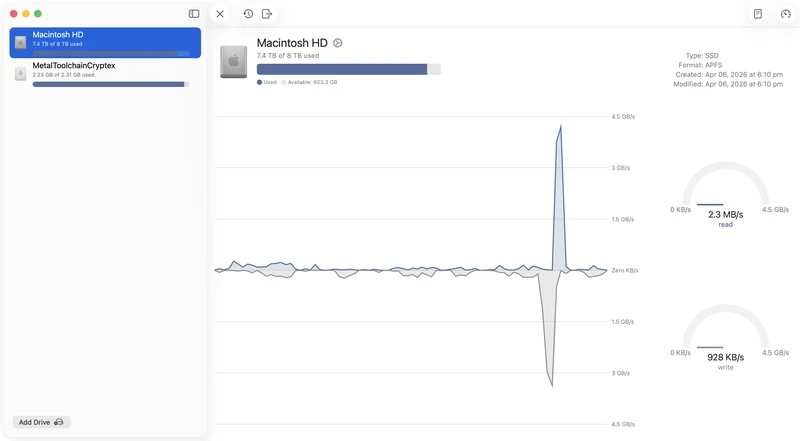 Macintosh HD
7.4 TB of 8 TB used
MetalToolchainCryptex
2.23 GB of 2.31 GB used
Add Drive
Macintosh HD
7.4 TB of 8 TB used
Used Available: 603.3 GB
Type: SSD
Format: APFS
Created: Apr 06, 2026 at 6:10 pm
Modified: Apr 06, 2026 at 6:10 pm
4.5 GB/s
3 GB/s
1.5 GB/s
Zero KB/s
1.5 GB/s
3 GB/s
4.5 GB/s
0 KB/s
2.3 MB/s
4.5 GB/s
read
0 KB/s
928 KB/s
4.5 GB/s
write